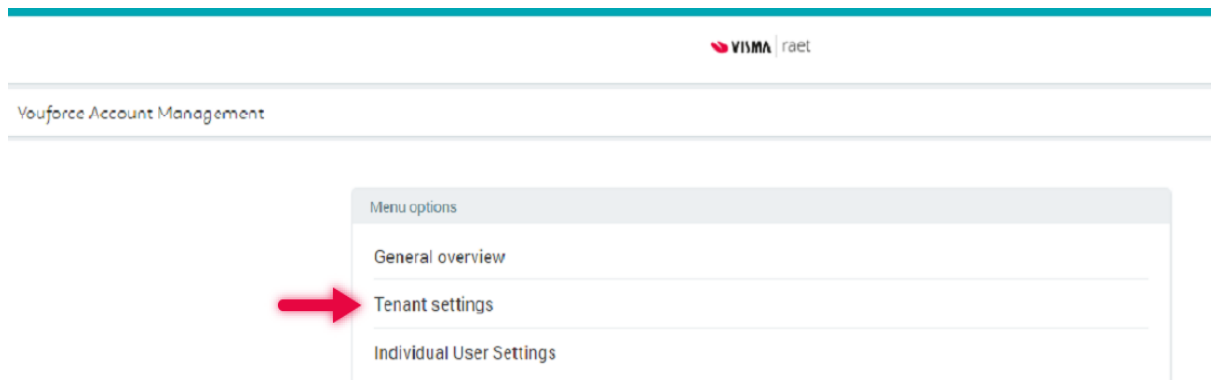 VISMA raet
Youforce Account Management
Menu options
General overview
Tenant settings
Individual User Settings